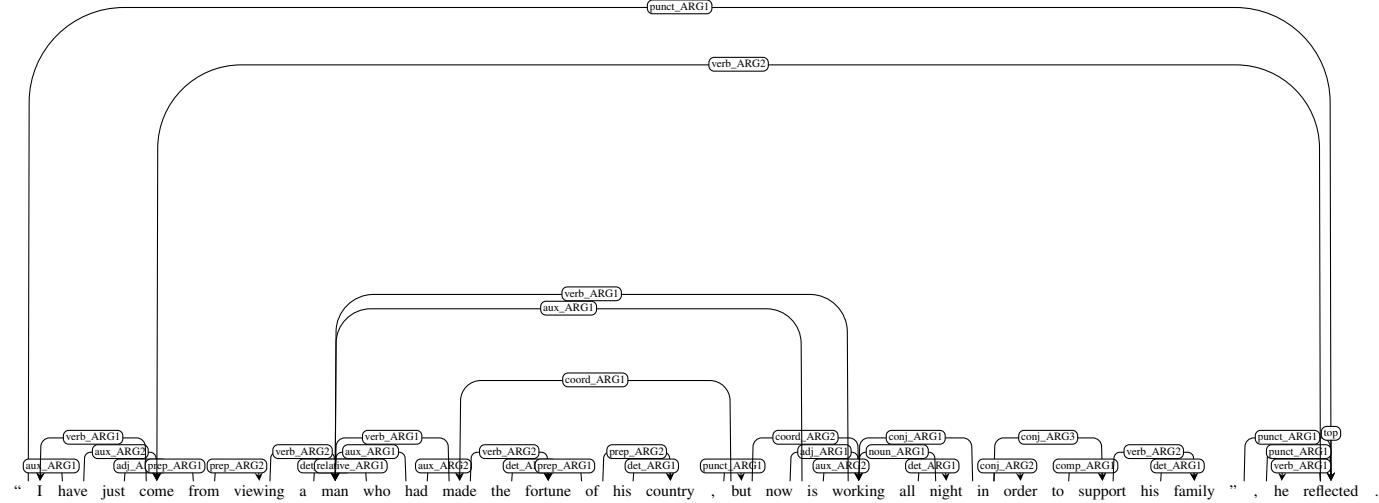 punct_ARG1
verb_ARG2
verb_ARG1
aux_ARG1
coord_ARG1
top
verb_ARG1 verb_ARG1 coord_ARG2 conj_ARG1 conj_ARG3 punct_ARG1
aux_ARG2 verb_ARG2 aux_ARG1 verb_ARG2 prep_ARG2 adj_ARG1 noun_ARG1 verb_ARG2 punct_ARG1
aux_ARG1 prep_ARG1 prep_ARG2 relative_ARG1 aux_ARG2 prep_ARG1 det_ARG1 punct_ARG1 aux_ARG2 det_ARG1 conj_ARG2 comp_ARG1 det_ARG1 verb_ARG1
“ I have just come from viewing a man who had made the fortune of his country , but now is working all night in order to support his family ” , he reflected .